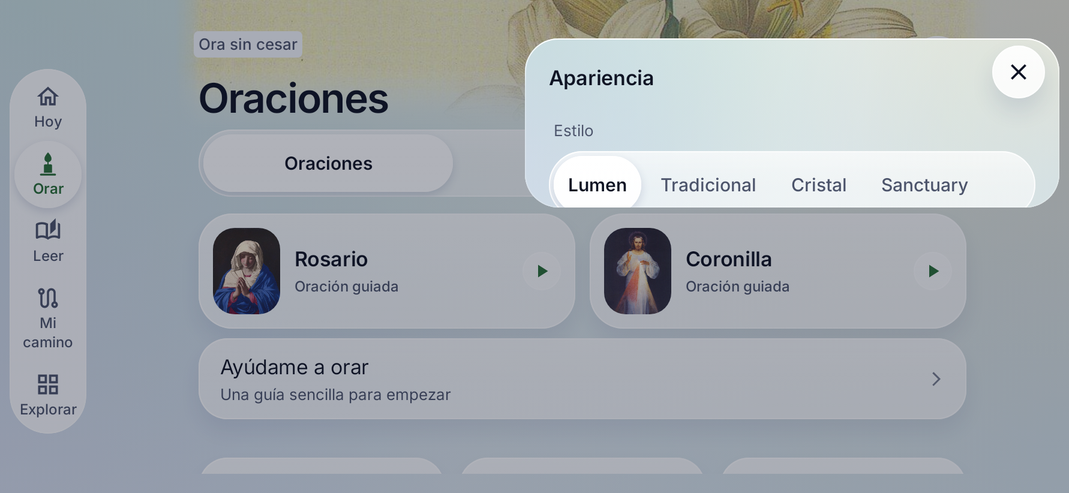 Ora sin cesar
Oraciones
Hoy
Orar
Leer
Mi
camino
Explorar
Oraciones
Apariencia
Estilo
Lumen
Tradicional
Cristal
Sanctuary
Rosario
Oración guiada
Coronilla
Oración guiada
Ayúdame a orar
Una guía sencilla para empezar